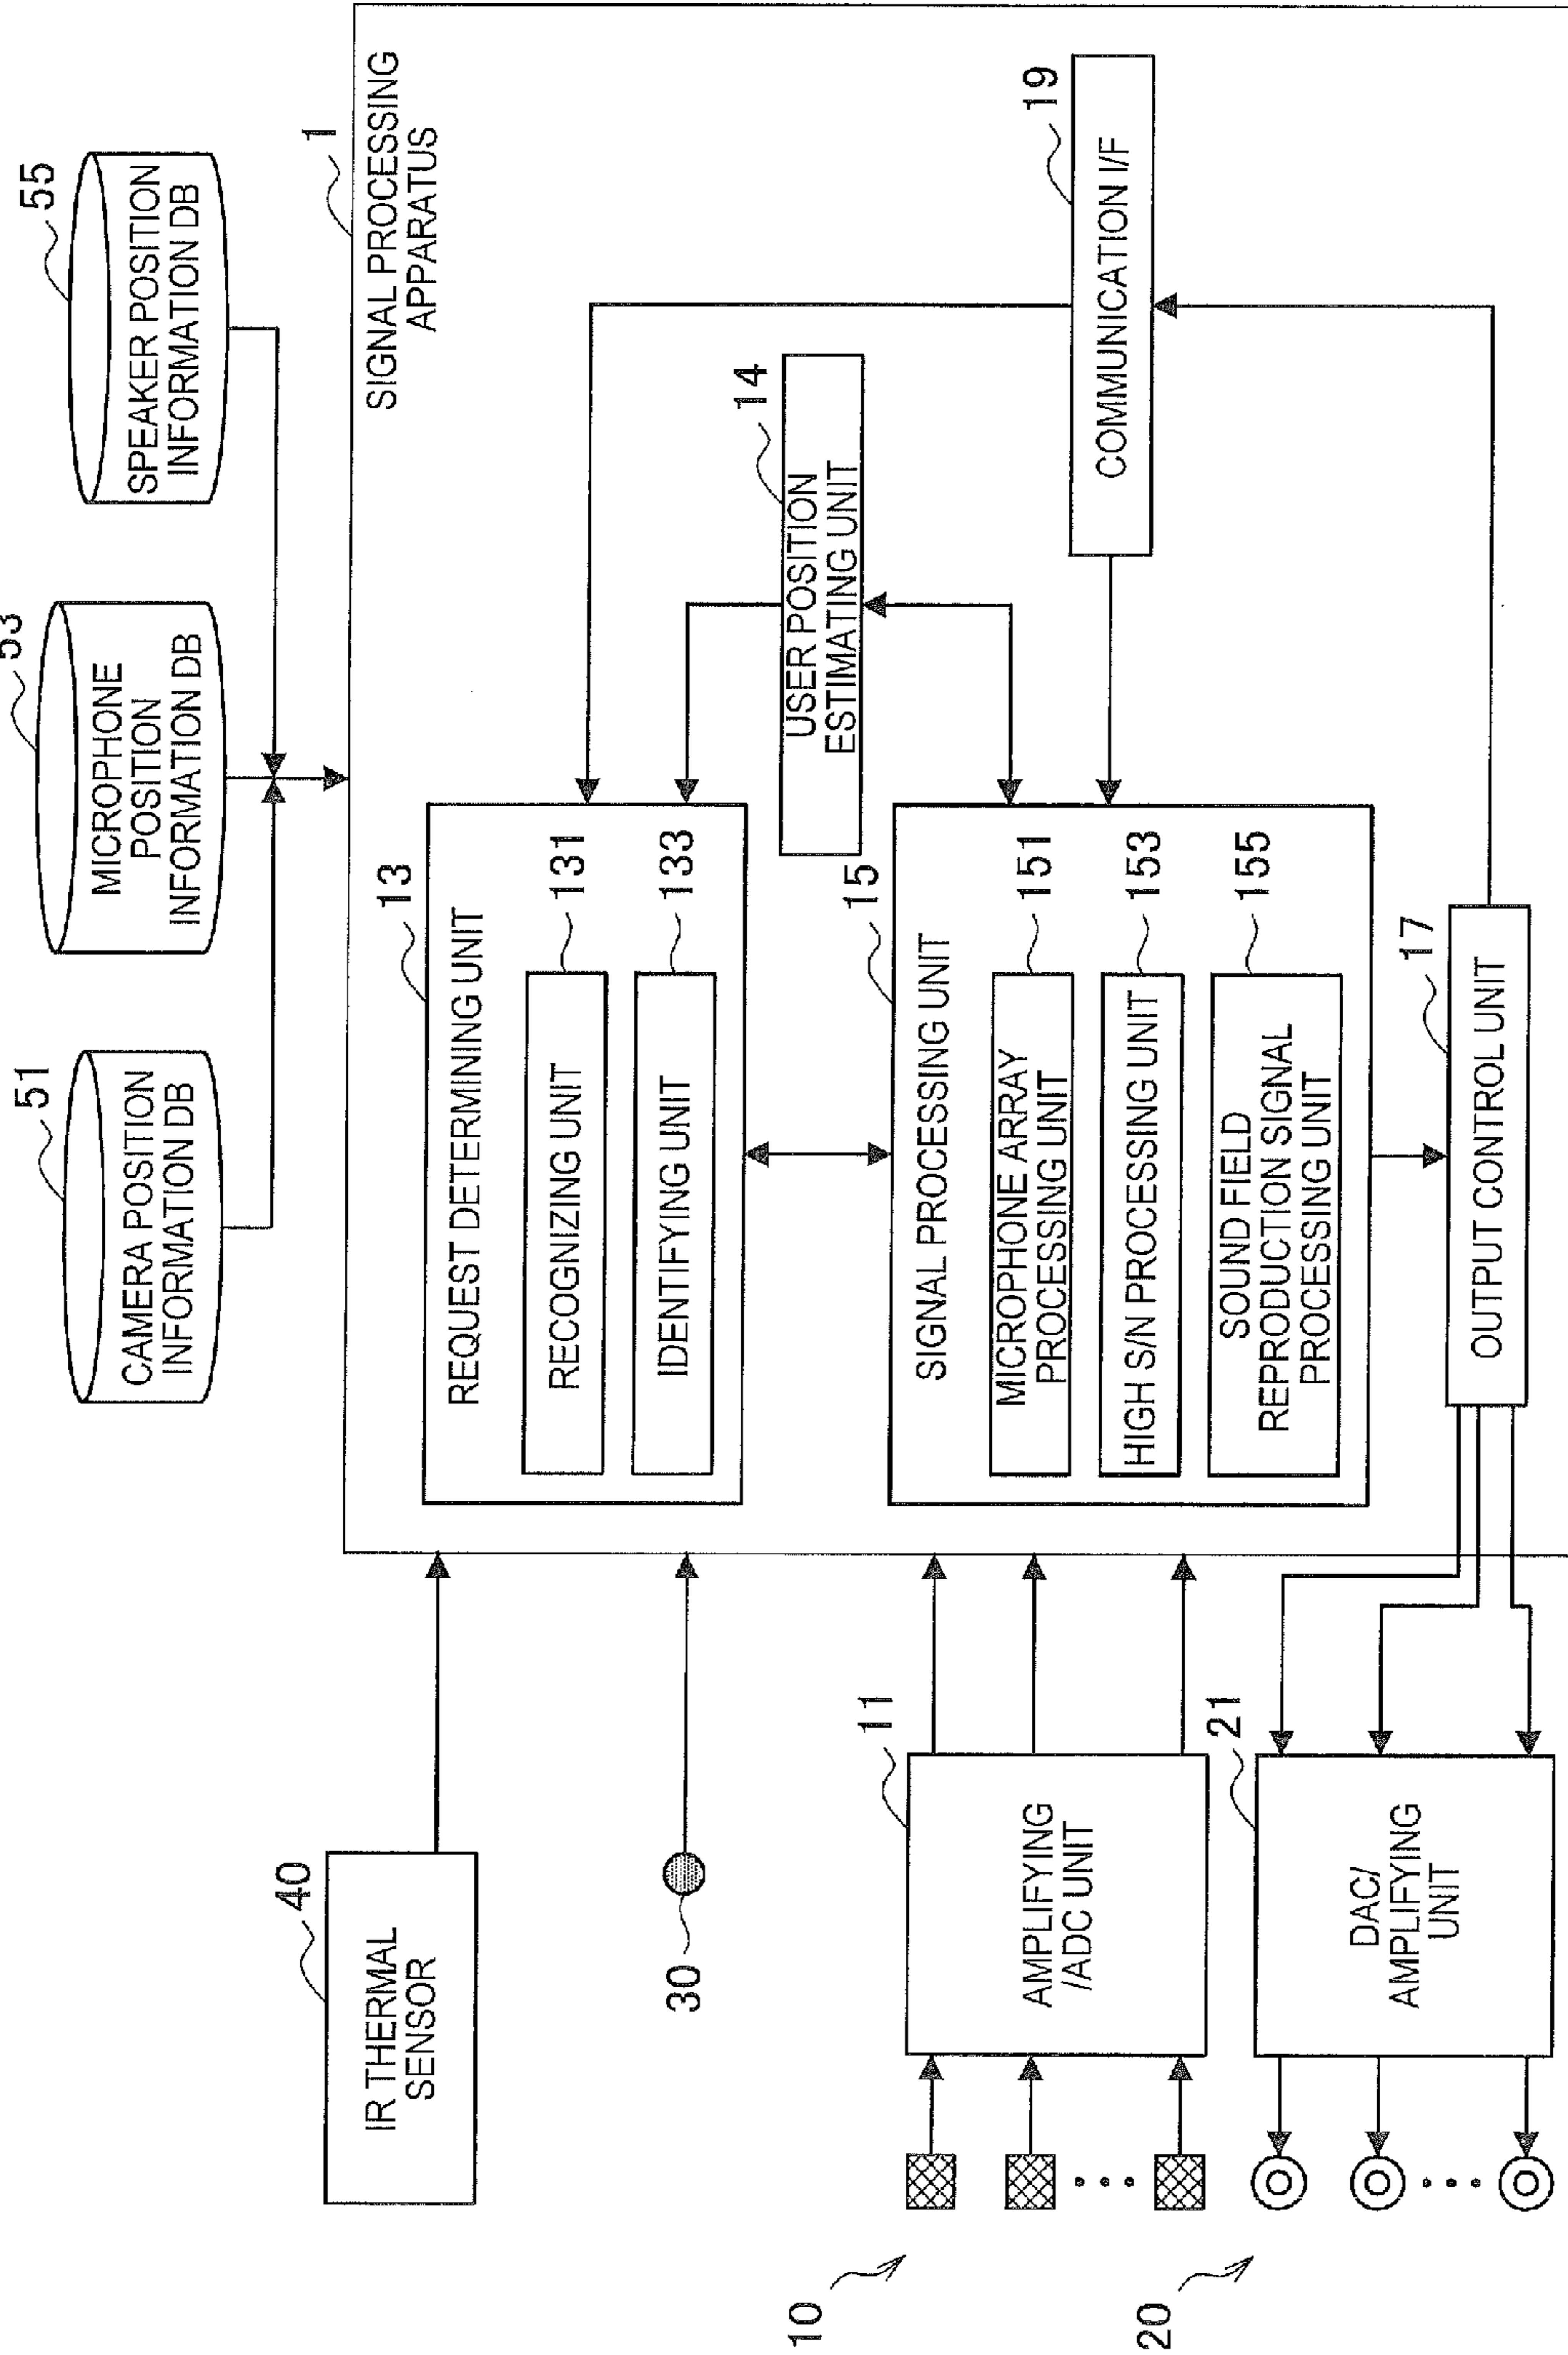 51
CAMERA POSITION
INFORMATION DB
53
MICROPHONE
POSITION
INFORMATION DB
55
SPEAKER POSITION
INFORMATION DB
40
IR THERMAL
SENSOR
1
SIGNAL PROCESSING
APPARATUS
13
REQUEST DETERMINING UNIT
131
RECOGNIZING UNIT
133
IDENTIFYING UNIT
30
14
USER POSITION
ESTIMATING UNIT
10
11
AMPLIFYING
/ADC UNIT
15
SIGNAL PROCESSING UNIT
151
MICROPHONE ARRAY
PROCESSING UNIT
153
HIGH S/N PROCESSING UNIT
155
SOUND FIELD
REPRODUCTION SIGNAL
PROCESSING UNIT
19
COMMUNICATION I/F
20
21
DAC/
AMPLIFYING
UNIT
17
OUTPUT CONTROL UNIT